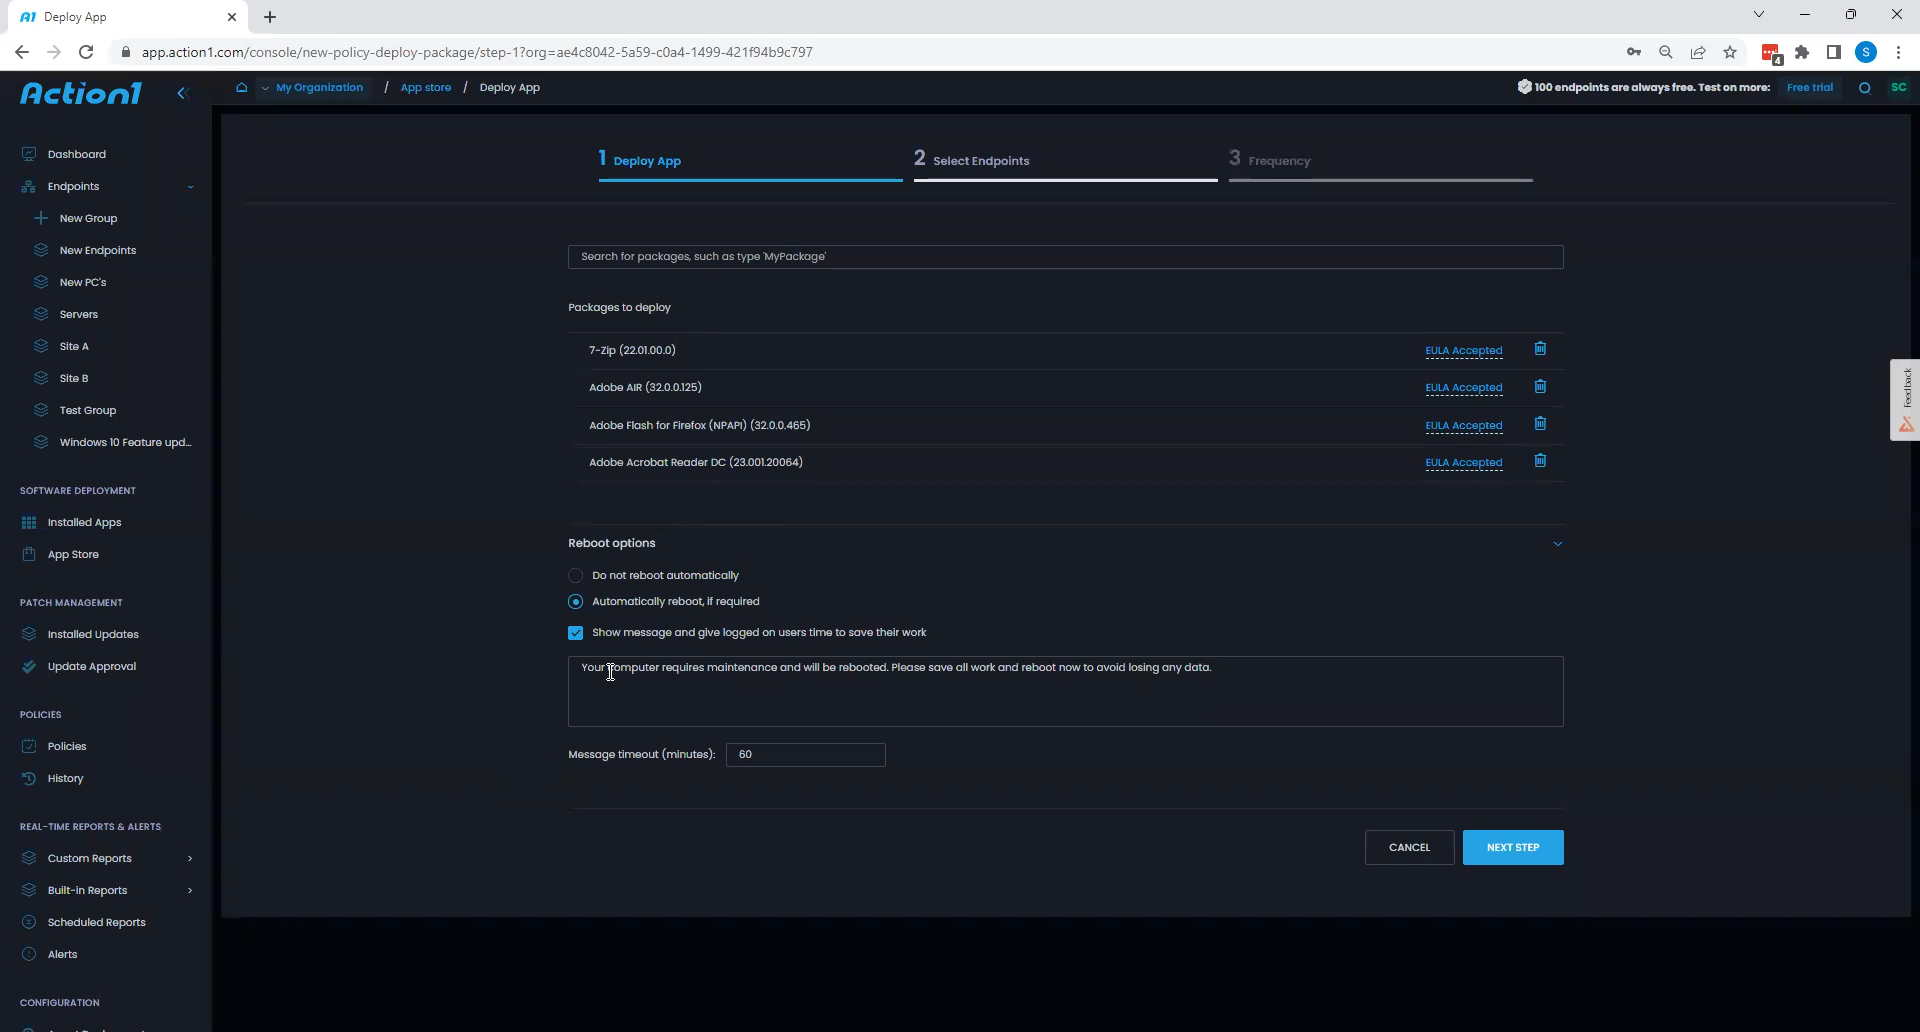 Deploy App
app.action1.com/console/new-policy-deploy-package/step-1?org=ae4c8042-5a59-c0a4-1499-421f94b9c797
4
S
Action1
My Organization / App store / Deploy App
100 endpoints are always free. Test on more: Free trial
SC
Dashboard
Endpoints
New Group
New Endpoints
New PC's
Servers
Site A
Site B
Test Group
Windows 10 Feature upd...
SOFTWARE DEPLOYMENT
Installed Apps
App Store
PATCH MANAGEMENT
Installed Updates
Update Approval
POLICIES
Policies
History
REAL-TIME REPORTS & ALERTS
Custom Reports
Built-in Reports
Scheduled Reports
Alerts
CONFIGURATION
1 Deploy App
2 Select Endpoints
3 Frequency
Search for packages, such as type 'MyPackage'
Packages to deploy
7-Zip (22.01.00.0) EULA Accepted
Adobe AIR (32.0.0.125) EULA Accepted
Adobe Flash for Firefox (NPAPI) (32.0.0.465) EULA Accepted
Adobe Acrobat Reader DC (23.001.20064) EULA Accepted
Reboot options
Do not reboot automatically
Automatically reboot, if required
Show message and give logged on users time to save their work
Your computer requires maintenance and will be rebooted. Please save all work and reboot now to avoid losing any data.
Message timeout (minutes): 60
CANCEL
NEXT STEP
Feedback